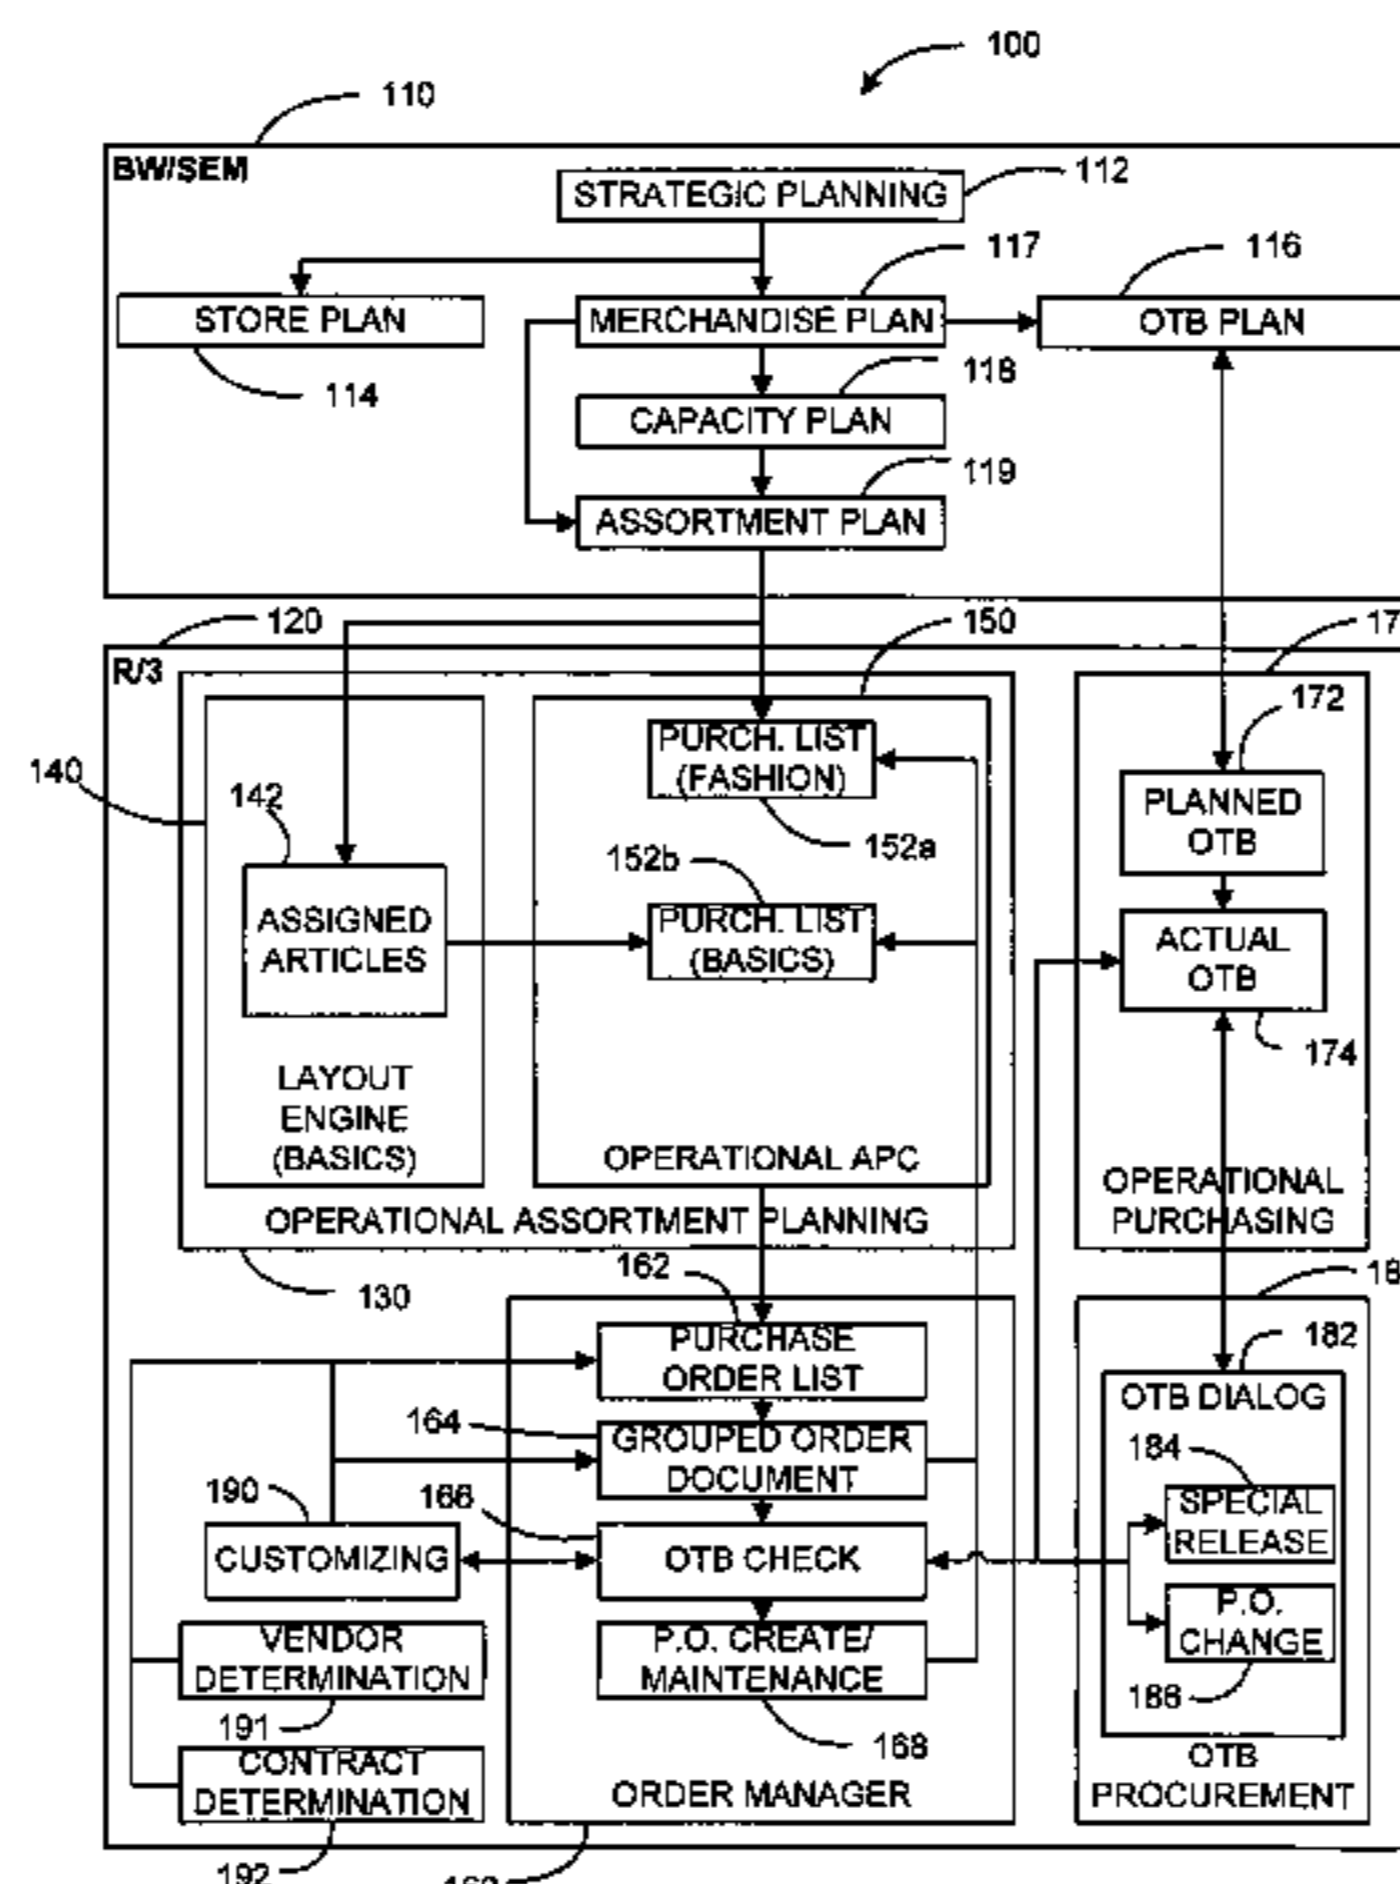 100
110
BW/SEM
STRATEGIC PLANNING
112
117
116
STORE PLAN
MERCHANDISE PLAN
OTB PLAN
114
118
CAPACITY PLAN
119
ASSORTMENT PLAN
120
150
R/3
172
PURCH. LIST
(FASHION)
140
142
152a
152b
PLANNED
OTB
ASSIGNED
ARTICLES
PURCH. LIST
(BASICS)
ACTUAL
OTB
174
LAYOUT
ENGINE
(BASICS)
OPERATIONAL APC
OPERATIONAL
PURCHASING
OPERATIONAL ASSORTMENT PLANNING
130
162
PURCHASE
ORDER LIST
182
OTB DIALOG
164
GROUPED ORDER
DOCUMENT
184
SPECIAL
RELEASE
190
166
CUSTOMIZING
OTB CHECK
P.O.
CHANGE
186
VENDOR
DETERMINATION
P.O. CREATE/
MAINTENANCE
191
168
CONTRACT
DETERMINATION
ORDER MANAGER
OTB
PROCUREMENT
192